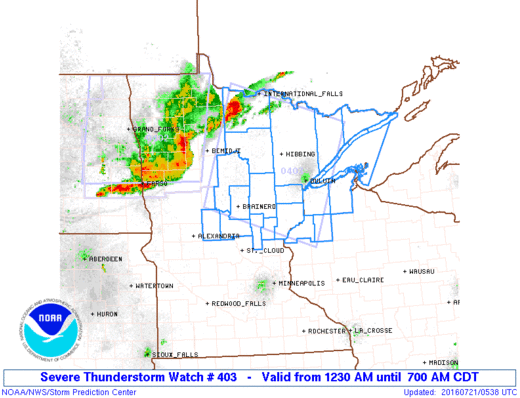 INTERNATIONAL_FALLS
GRAND_FORKS
BEMIDJI
HIBBING
FARGO
DULUTH
BRAINERD
ALEXANDRIA
ST._CLOUD
ABERDEEN
WAUSAU
EAU_CLAIRE
WATERTOWN
MINNEAPOLIS
REDWOOD_FALLS
HURON
NOAA
ROCHESTER
LA_CROSSE
SIOUX_FALLS
MADISON
Severe Thunderstorm Watch # 403 - Valid from 1230 AM until 700 AM CDT
NOAA/NWS/Storm Prediction Center
Updated: 20160721/0538 UTC